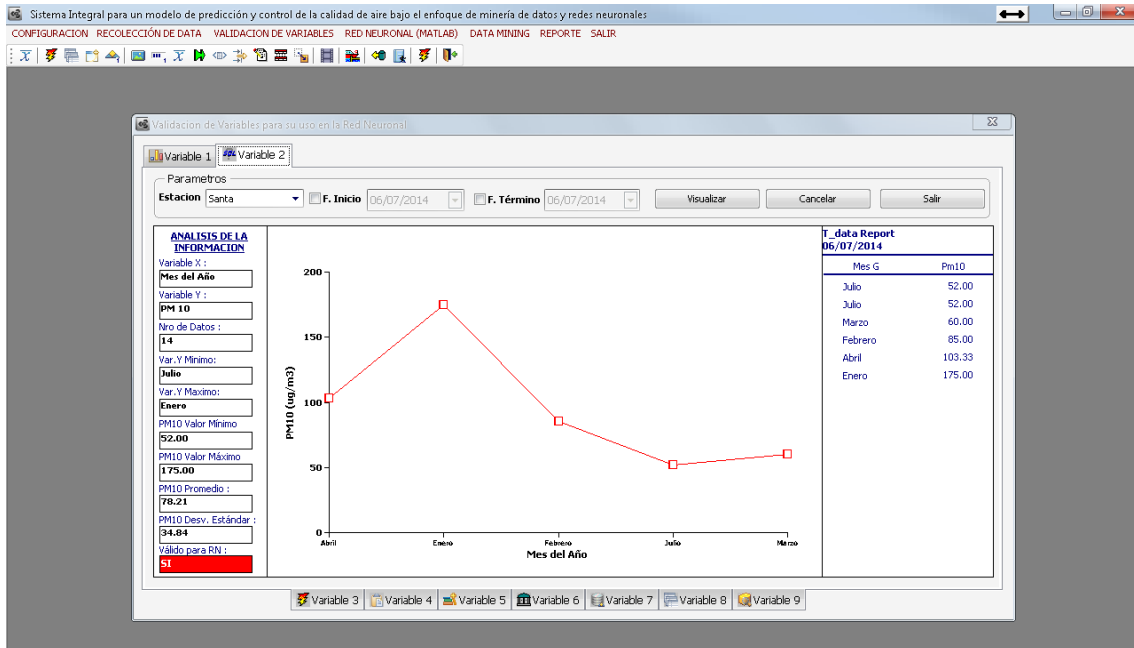 Sistema Integral para un modelo de predicción y control de la calidad de aire bajo el enfoque de minería de datos y redes neuronales
CONFIGURACION RECOLECCIÓN DE DATA VALIDACION DE VARIABLES RED NEURONAL (MATLAB) DATA MINING REPORTE SALIR
Validacion de Variables para su uso en la Red Neuronal
Variable 1 Variable 2
Parametros
Estacion Santa F. Inicio 06/07/2014 F. Término 06/07/2014 Visualizar Cancelar Salir
ANALISIS DE LA
INFORMACION
Variable X :
Mes del Año
Variable Y :
PM 10
Nro de Datos :
14
Var.Y Minimo:
Julio
Var.Y Maximo:
Enero
PM10 Valor Mínimo
52.00
PM10 Valor Máximo
175.00
PM10 Promedio :
78.21
PM10 Desv. Estándar :
34.84
Válido para RN :
SI
PM10 (ug/m3)
200
150
100
50
0
Abril Enero Febrero Julio Marzo
Mes del Año
T_data Report
06/07/2014
Mes G Pm10
Julio 52.00
Julio 52.00
Marzo 60.00
Febrero 85.00
Abril 103.33
Enero 175.00
Variable 3 Variable 4 Variable 5 Variable 6 Variable 7 Variable 8 Variable 9